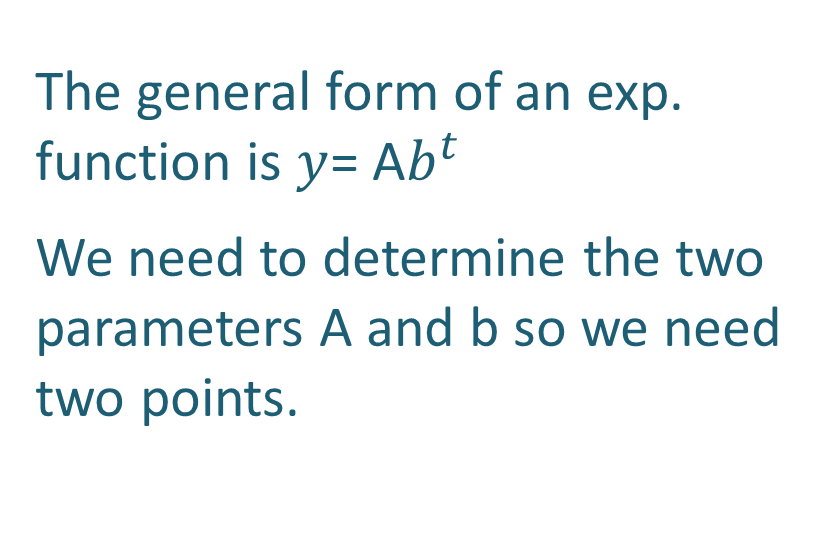 The general form of an exp.
function is y= Abᵗ
We need to determine the two
parameters A and b so we need
two points.